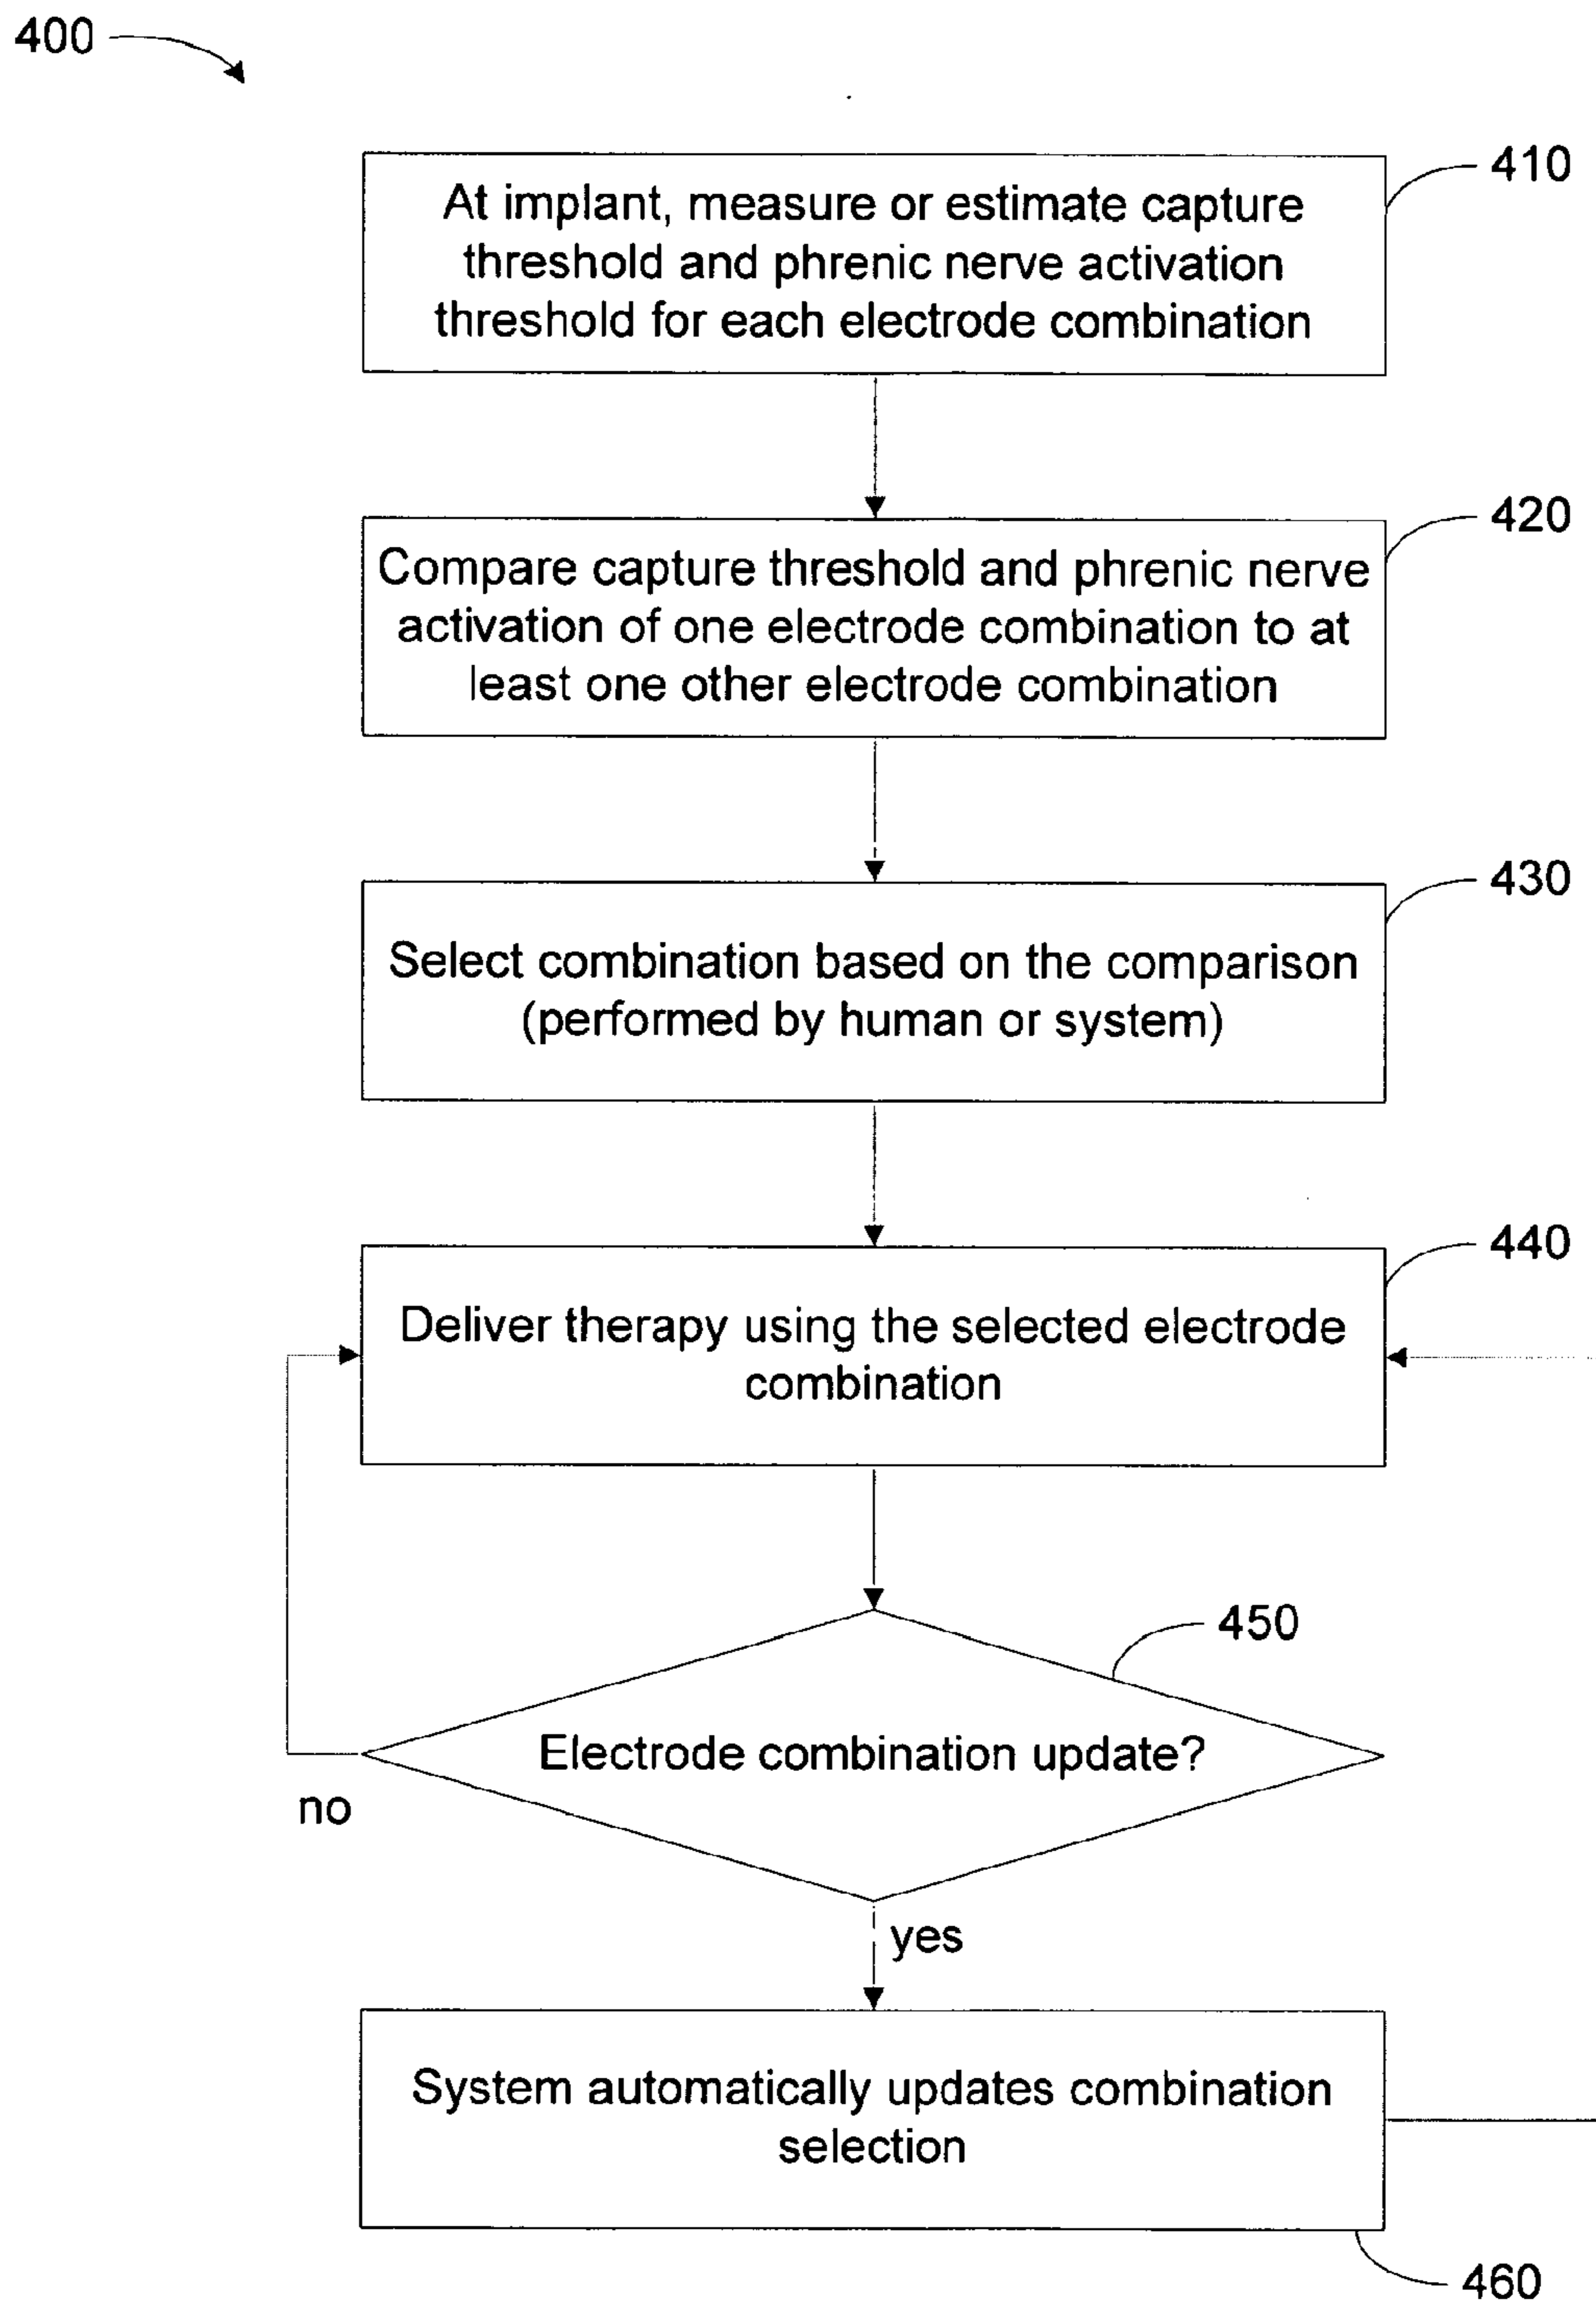 400
410
At implant, measure or estimate capture
threshold and phrenic nerve activation
threshold for each electrode combination
420
Compare capture threshold and phrenic nerve
activation of one electrode combination to at
least one other electrode combination
430
Select combination based on the comparison
(performed by human or system)
440
Deliver therapy using the selected electrode
combination
450
Electrode combination update?
no
yes
System automatically updates combination
selection
460